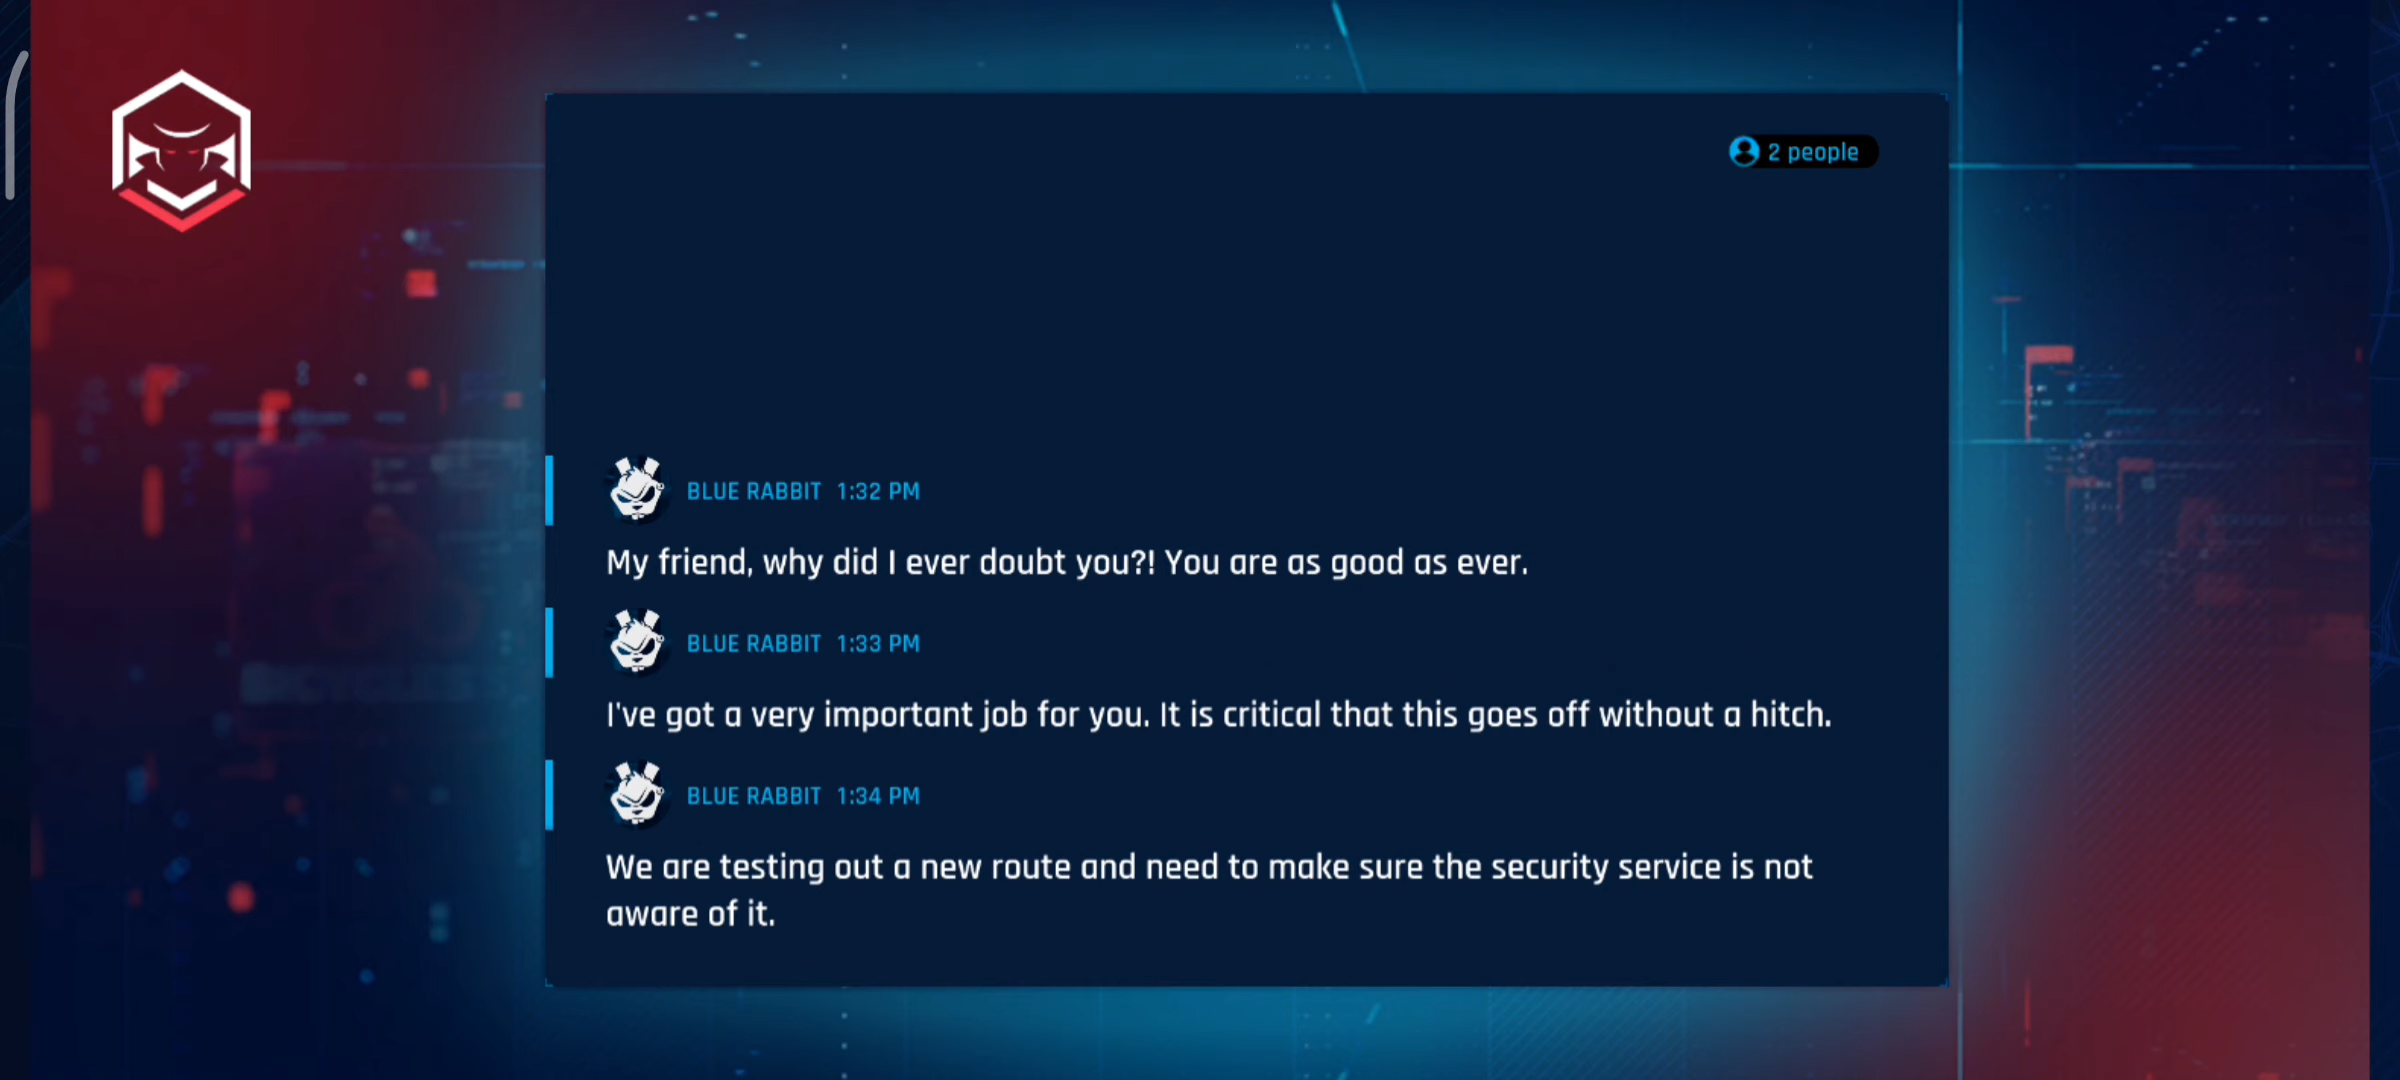 2 people
BLUE RABBIT 1:32 PM
My friend, why did I ever doubt you?! You are as good as ever.
BLUE RABBIT 1:33 PM
I've got a very important job for you. It is critical that this goes off without a hitch.
BLUE RABBIT 1:34 PM
We are testing out a new route and need to make sure the security service is not
aware of it.